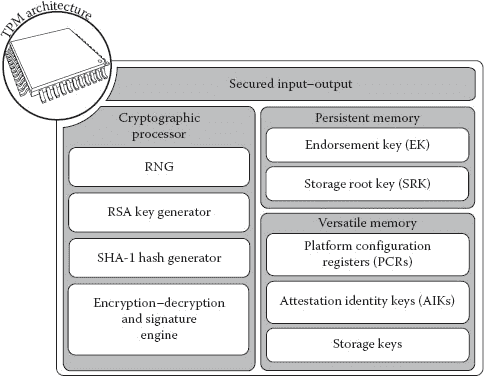 TPM architecture
Secured input–output
Cryptographic
processor
RNG
RSA key generator
SHA-1 hash generator
Encryption–decryption
and signature
engine
Persistent memory
Endorsement key (EK)
Storage root key (SRK)
Versatile memory
Platform configuration
registers (PCRs)
Attestation identity keys (AIKs)
Storage keys